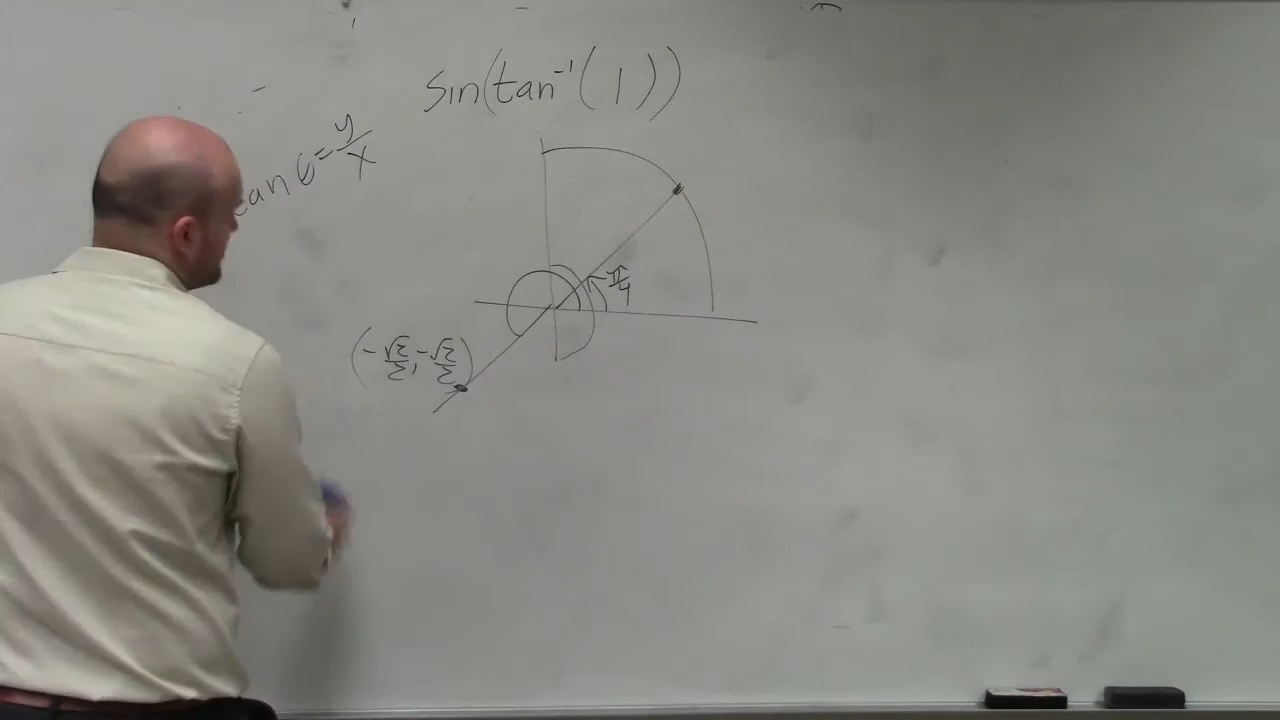 sin(tan⁻¹(1))
tan θ = y/x
π/4
(-√2/2, -√2/2)